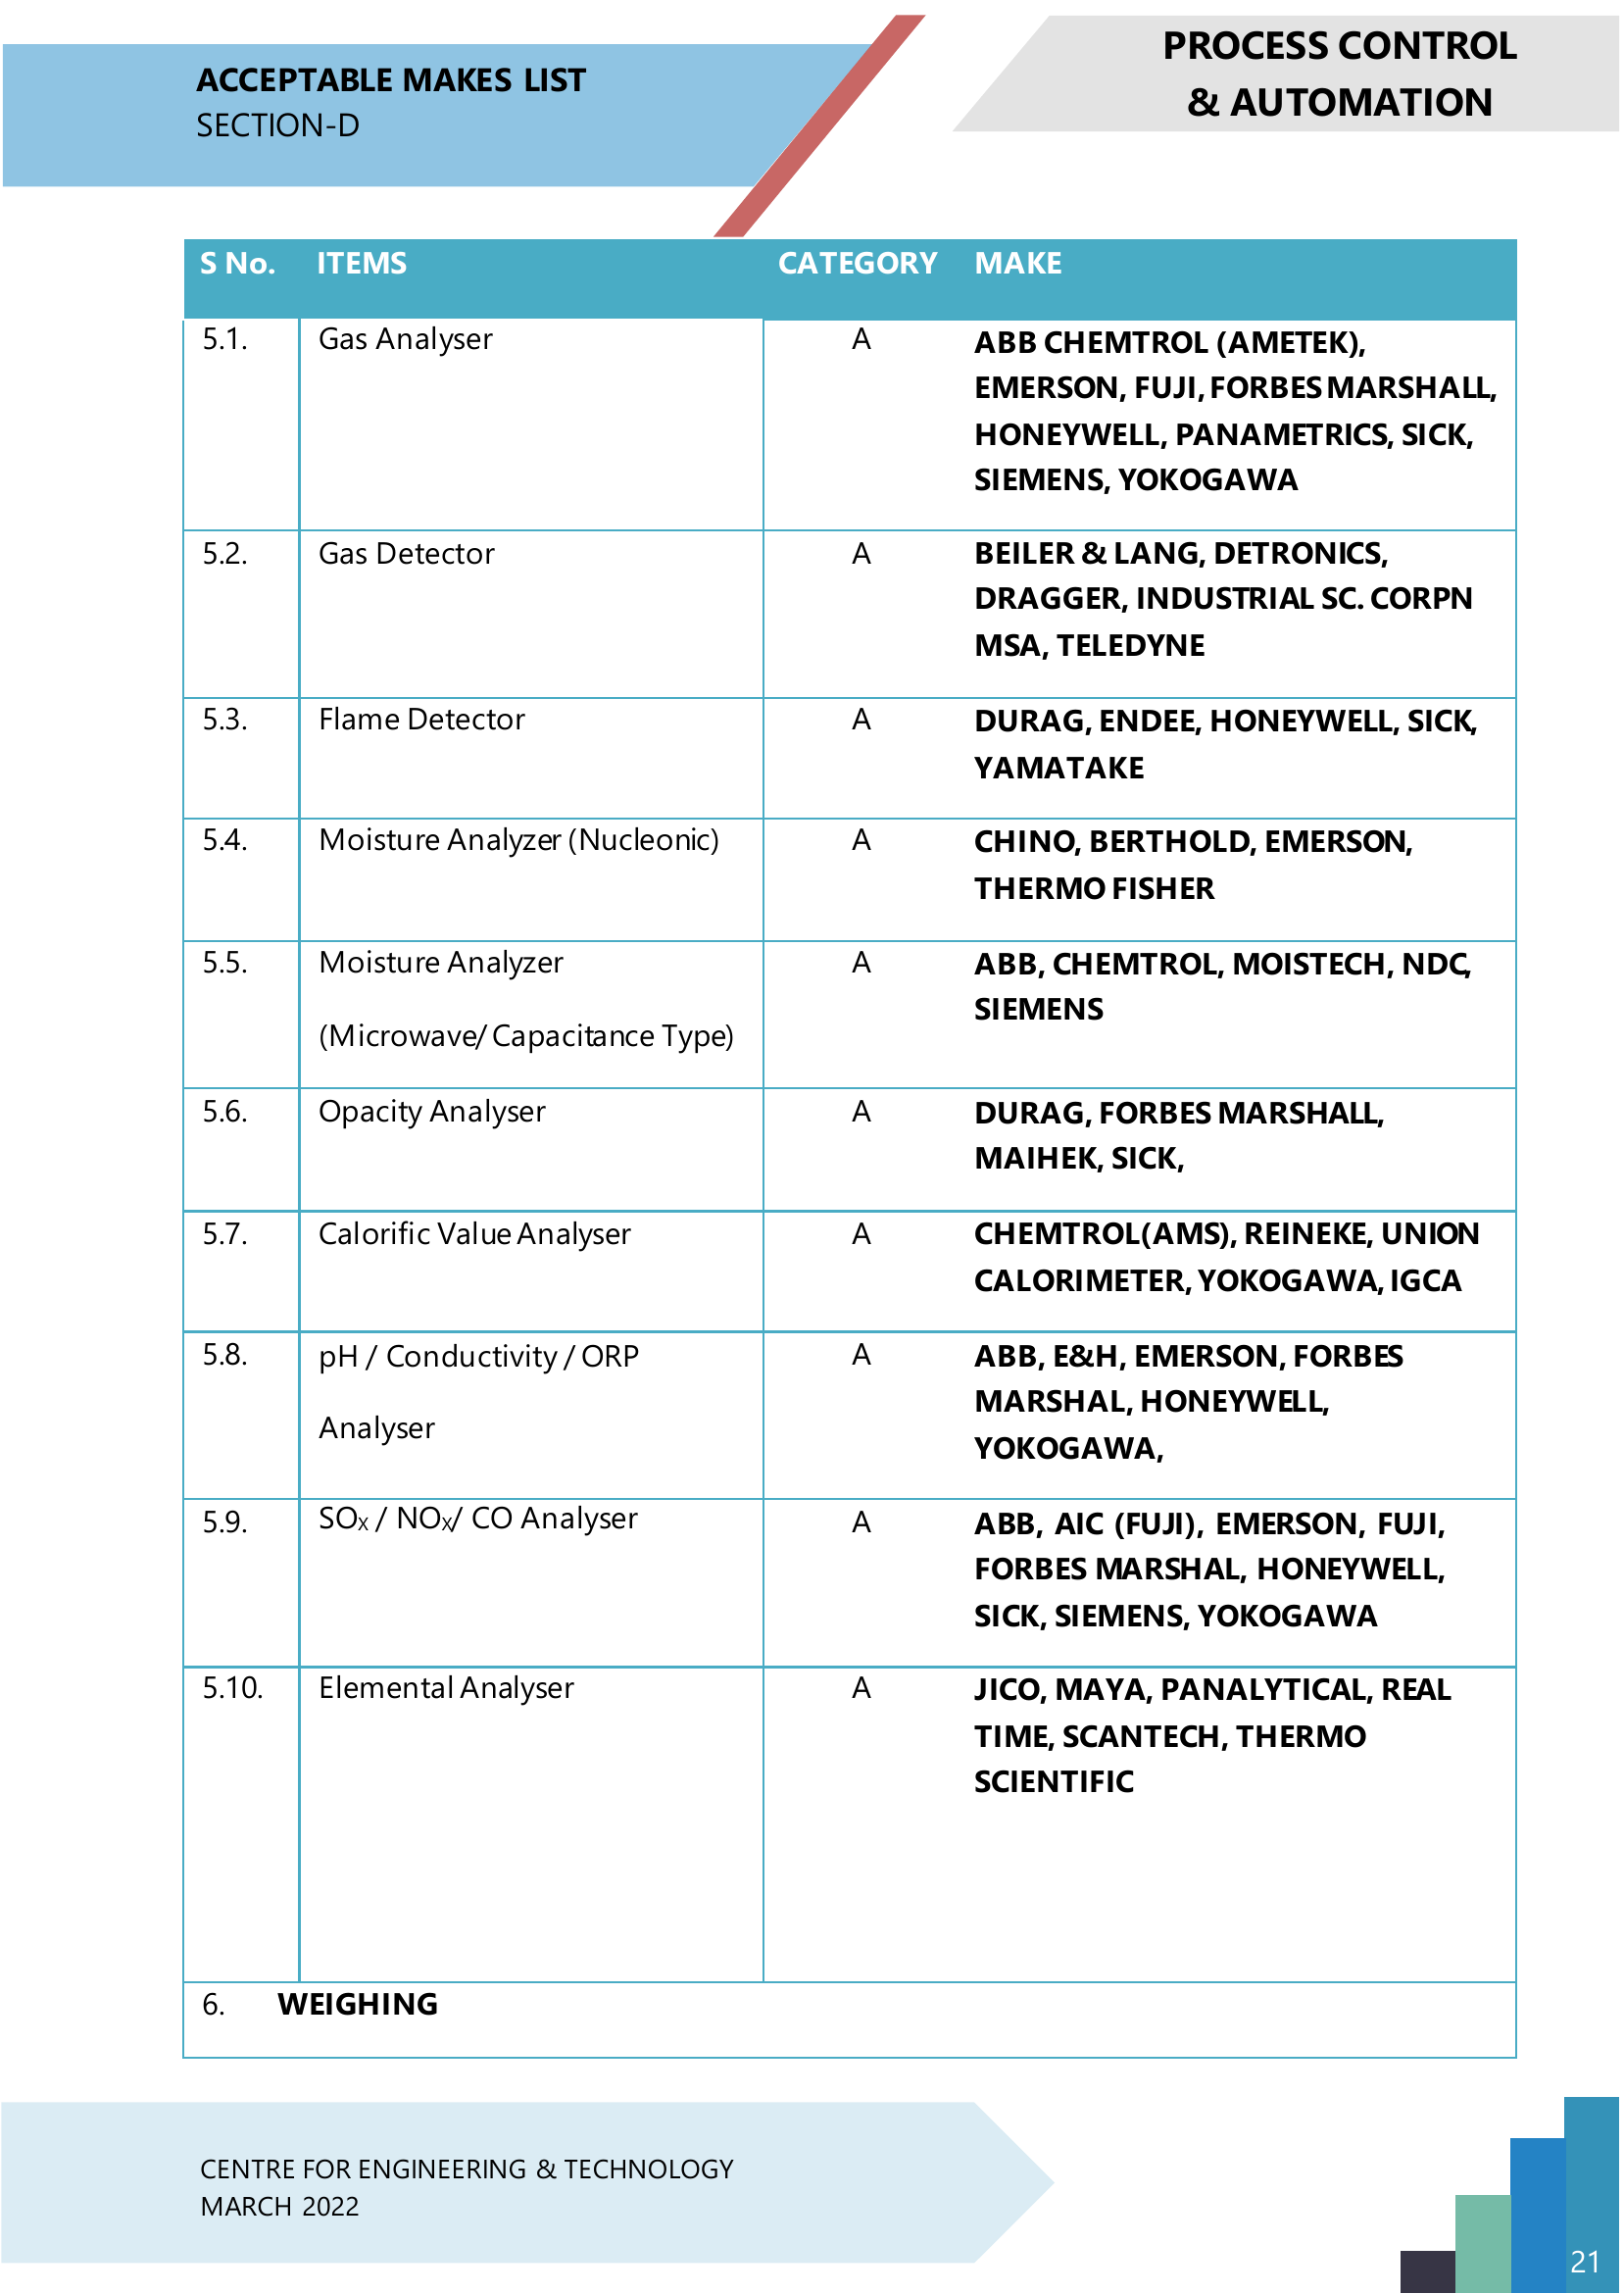 ACCEPTABLE MAKES LIST
SECTION-D
PROCESS CONTROL
& AUTOMATION
S No. ITEMS CATEGORY MAKE
5.1. Gas Analyser A ABB CHEMTROL (AMETEK),
EMERSON, FUJI, FORBES MARSHALL,
HONEYWELL, PANAMETRICS, SICK,
SIEMENS, YOKOGAWA
5.2. Gas Detector A BEILER & LANG, DETRONICS,
DRAGGER, INDUSTRIAL SC. CORPN
MSA, TELEDYNE
5.3. Flame Detector A DURAG, ENDEE, HONEYWELL, SICK,
YAMATAKE
5.4. Moisture Analyzer (Nucleonic) A CHINO, BERTHOLD, EMERSON,
THERMO FISHER
5.5. Moisture Analyzer A ABB, CHEMTROL, MOISTECH, NDC,
SIEMENS
(Microwave/ Capacitance Type)
5.6. Opacity Analyser A DURAG, FORBES MARSHALL,
MAIHEK, SICK,
5.7. Calorific Value Analyser A CHEMTROL(AMS), REINEKE, UNION
CALORIMETER, YOKOGAWA, IGCA
5.8. pH / Conductivity / ORP A ABB, E&H, EMERSON, FORBES
MARSHAL, HONEYWELL,
Analyser
YOKOGAWA,
5.9. SOX / NOX/ CO Analyser A ABB, AIC (FUJI), EMERSON, FUJI,
FORBES MARSHAL, HONEYWELL,
SICK, SIEMENS, YOKOGAWA
5.10. Elemental Analyser A JICO, MAYA, PANALYTICAL, REAL
TIME, SCANTECH, THERMO
SCIENTIFIC
6. WEIGHING
CENTRE FOR ENGINEERING & TECHNOLOGY
MARCH 2022
21